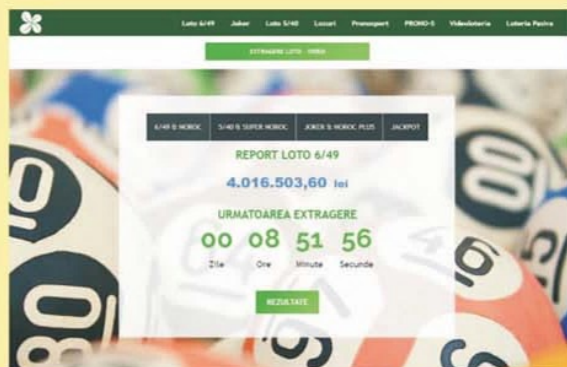 Loto 6/49 Joker Loto 5/40 Lozuri Pronosport PROMO-S Videoloteria Loteria Pasiva
EXTRAGERE LOTO - VIDEO
6/49 & NOROC 5/40 & SUPER NOROC JOKER & NOROC PLUS JACKPOT
REPORT LOTO 6/49
4.016.503,60 lei
URMATOAREA EXTRAGERE
00 08 51 56
Zile Ore Minute Secunde
REZULTATE